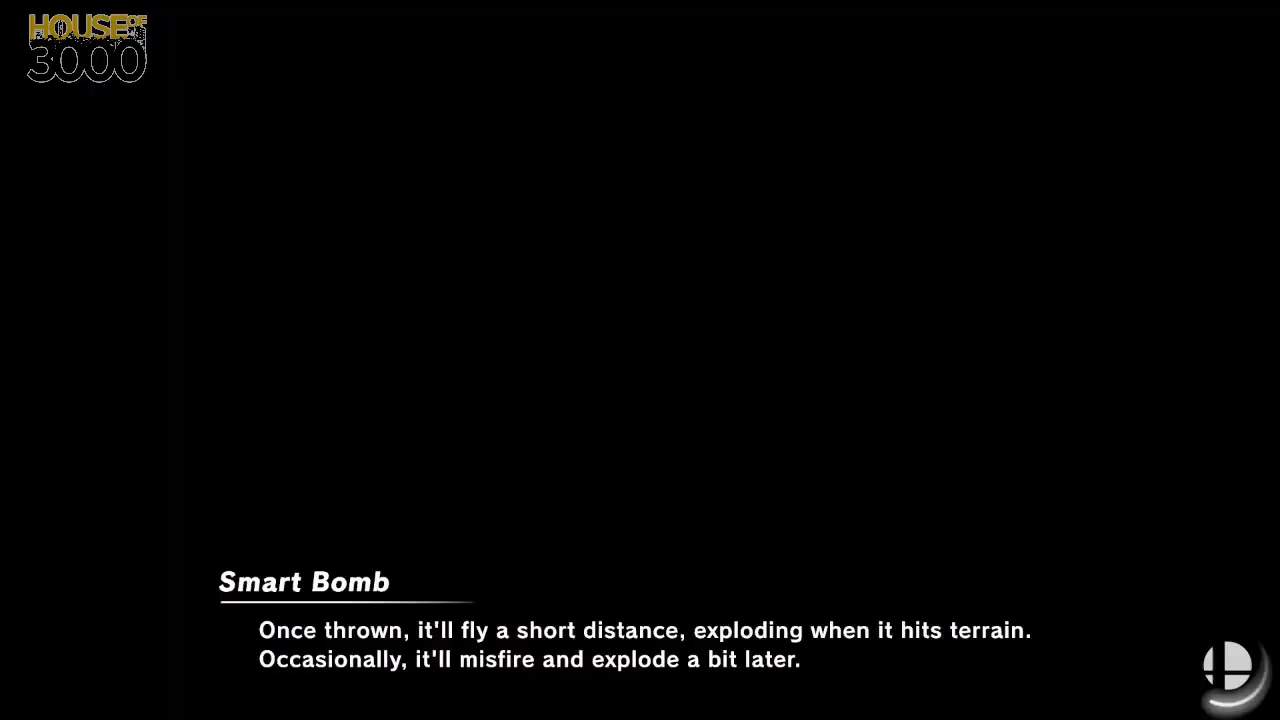 HOUSE OF
3000
Smart Bomb
Once thrown, it'll fly a short distance, exploding when it hits terrain.
Occasionally, it'll misfire and explode a bit later.